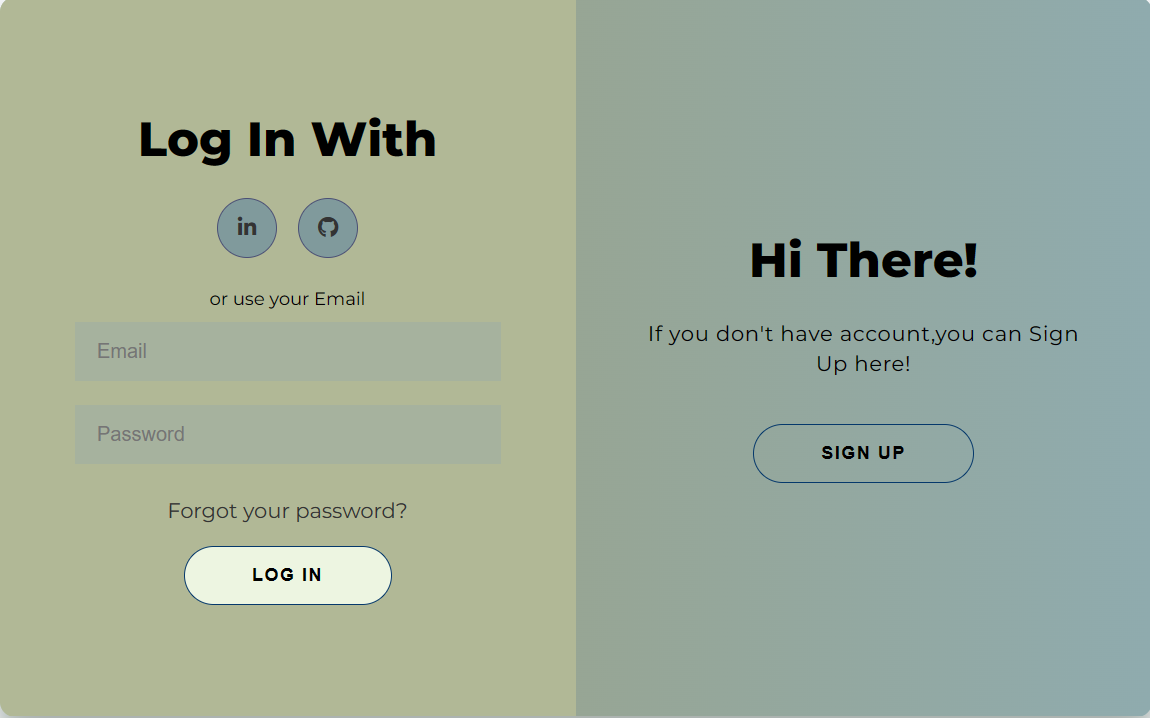 Log In With
in
or use your Email
Email
Password
Forgot your password?
LOG IN
Hi There!
If you don't have account,you can Sign
Up here!
SIGN UP